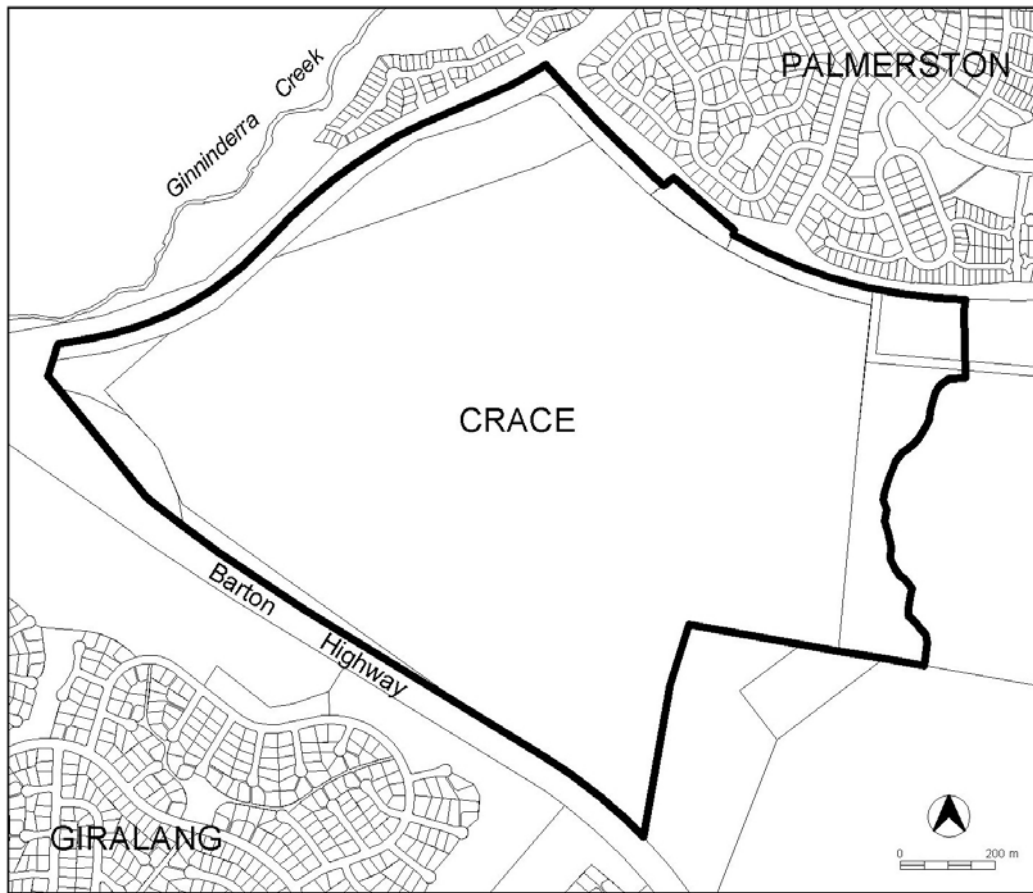 PALMERSTON
Ginninderra Creek
CRACE
Barton Highway
GIRALANG
0 200 m